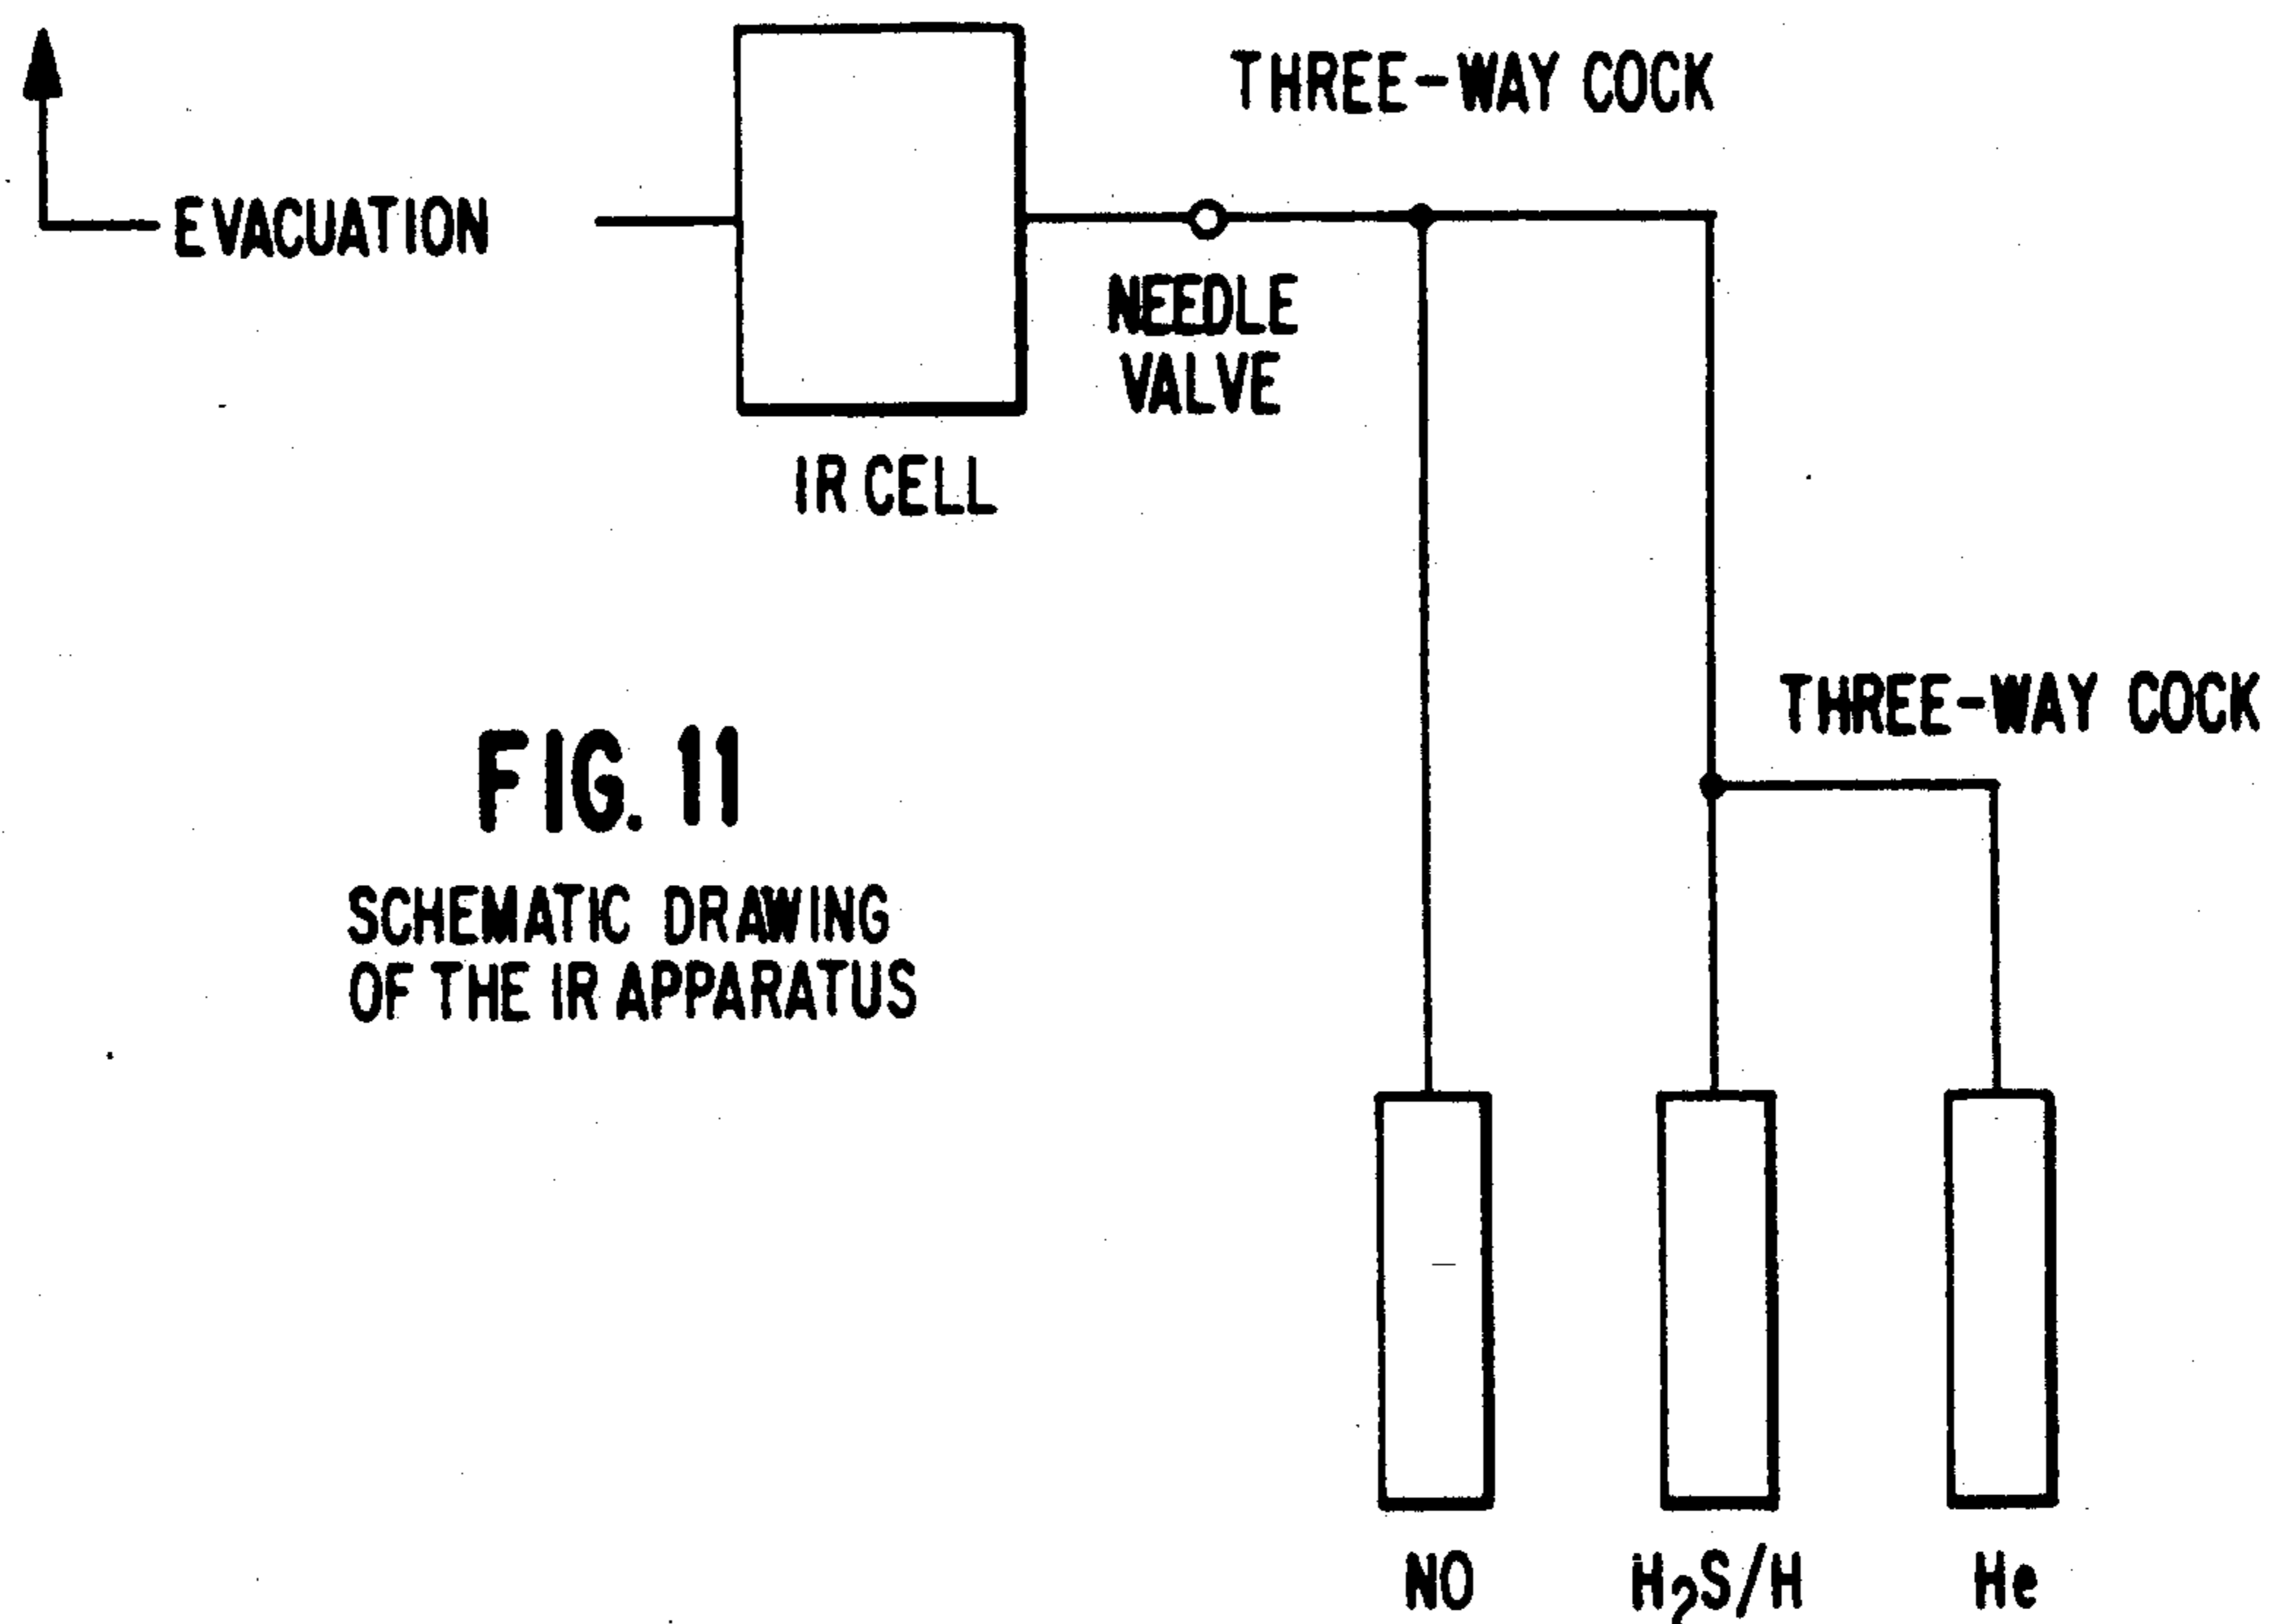 THREE-WAY COCK
EVACUATION
NEEDLE
VALVE
IR CELL
THREE-WAY COCK
FIG. 11
SCHEMATIC DRAWING
OF THE IR APPARATUS
NO
H₂S/H
He